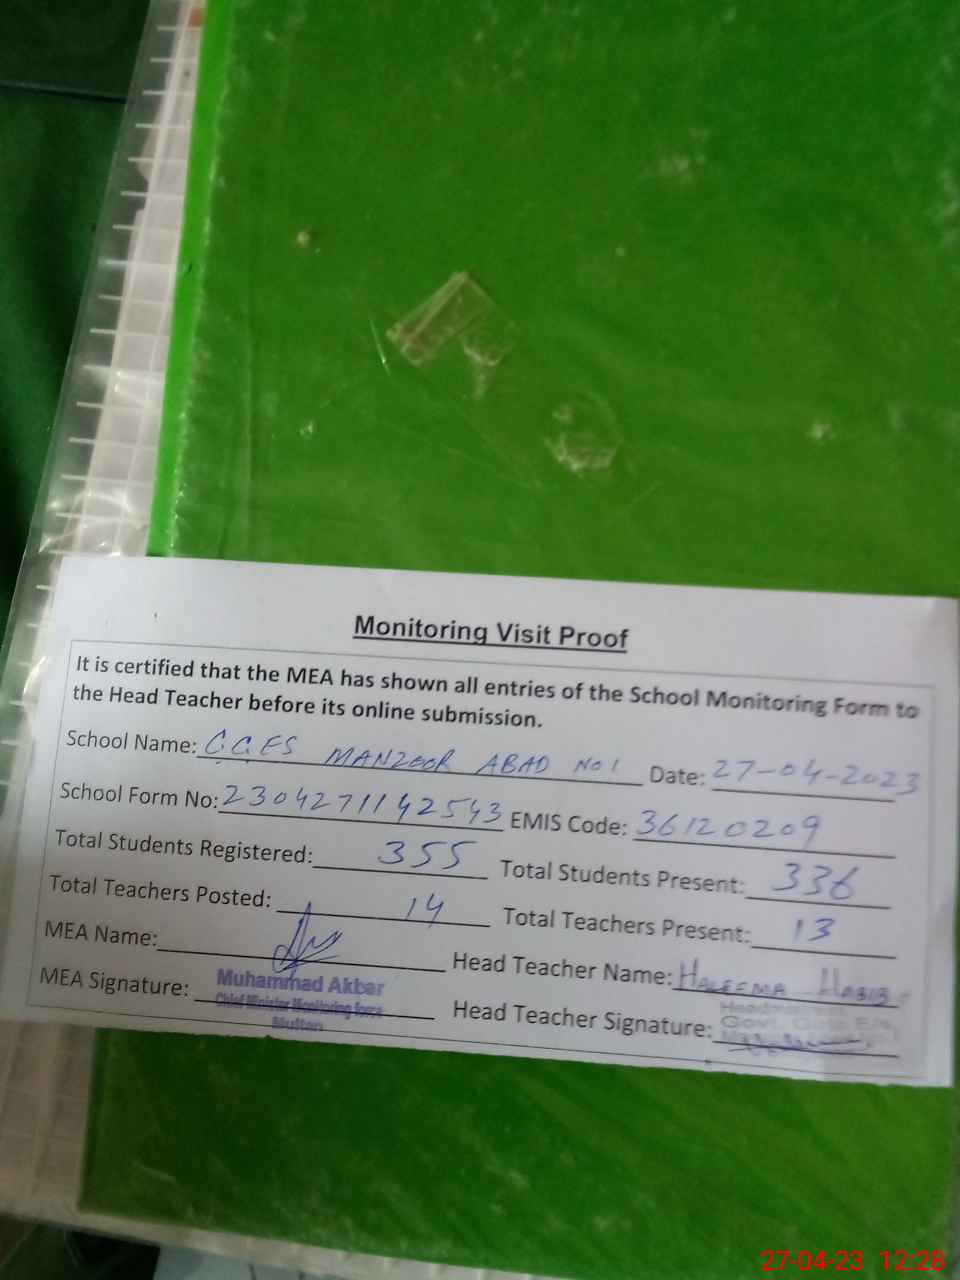 Monitoring Visit Proof
It is certified that the MEA has shown all entries of the School Monitoring Form to
the Head Teacher before its online submission.
School Name: G.G.ES MANZOOR ABAD NO 1 Date: 27-04-2023
School Form No: 2304271142543 EMIS Code: 36120209
Total Students Registered: 355 Total Students Present: 336
Total Teachers Posted: 14 Total Teachers Present: 13
MEA Name: Head Teacher Name: HALEEMA HABIB
MEA Signature: Muhammad Akbar Head Teacher Signature:
Chief Minister Monitoring force
Multan
Govt.
27-04-23 12:28